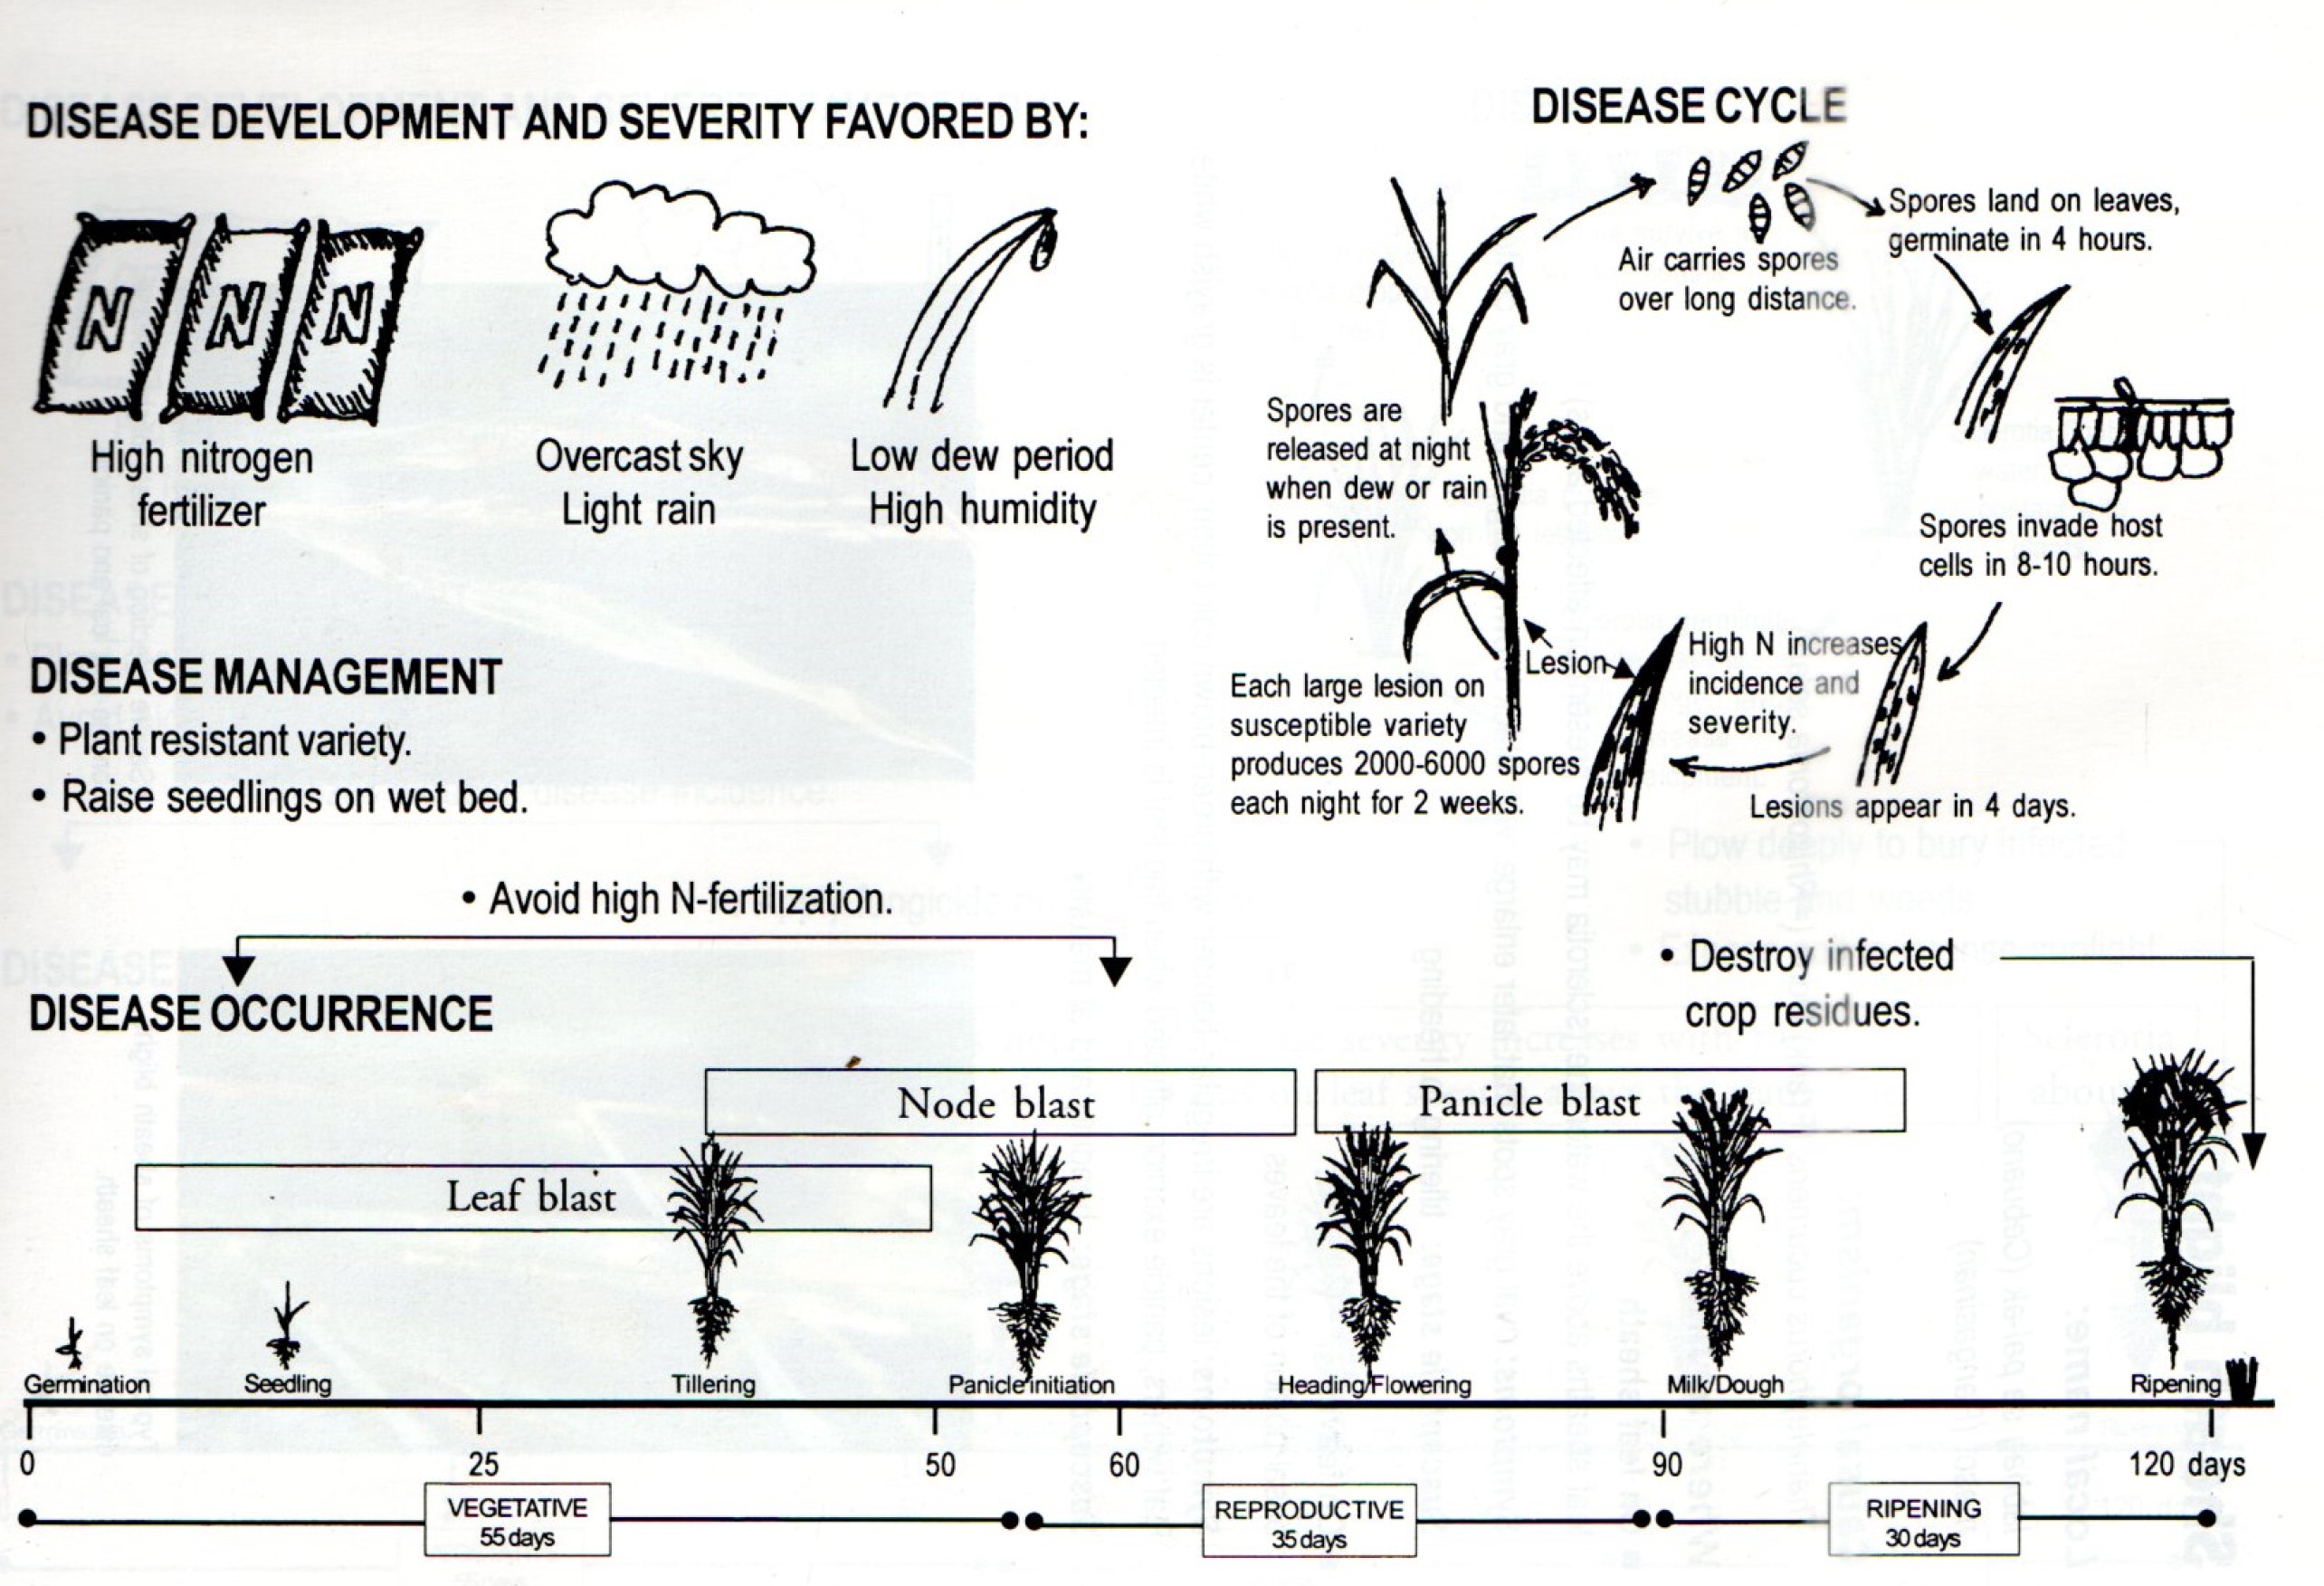 DISEASE DEVELOPMENT AND SEVERITY FAVORED BY:
N N N
High nitrogen
fertilizer
Overcast sky
Light rain
Low dew period
High humidity
DISEASE CYCLE
Air carries spores
over long distance.
Spores land on leaves,
germinate in 4 hours.
Spores invade host
cells in 8-10 hours.
Lesions appear in 4 days.
High N increases
incidence and
severity.
Lesion
Each large lesion on
susceptible variety
produces 2000-6000 spores
each night for 2 weeks.
Spores are
released at night
when dew or rain
is present.
DISEASE MANAGEMENT
• Plant resistant variety.
• Raise seedlings on wet bed.
• Avoid high N-fertilization.
• Destroy infected
crop residues.
DISEASE OCCURRENCE
Node blast
Panicle blast
Leaf blast
Germination
Seedling
Tillering
Panicle initiation
Heading/Flowering
Milk/Dough
Ripening
0 25 50 60 90 120 days
VEGETATIVE
55 days
REPRODUCTIVE
35 days
RIPENING
30 days